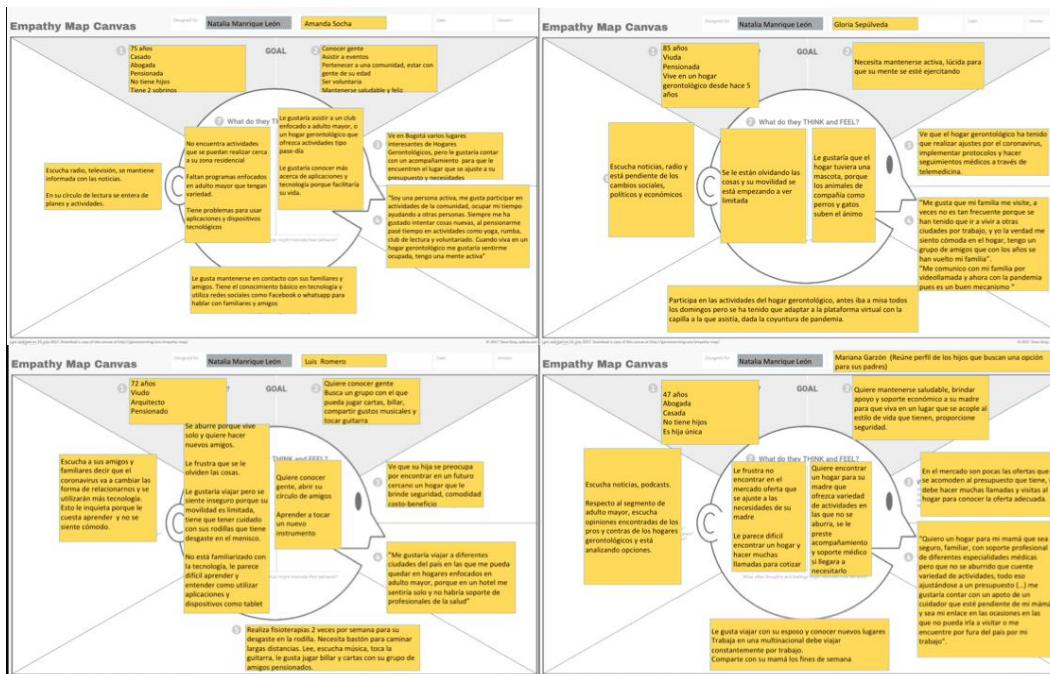 Empathy Map Canvas
Designed for:
Natalia Manrique León
Amanda Socha
Date:
Version:
1
75 años
Casado
Abogada
Pensionada
No tiene hijos
Tiene 2 sobrinos
GOAL
2
Conocer gente
Asistir a eventos
Pertenecer a una comunidad, estar con
gente de su edad
Ser voluntaria
Mantenerse saludable y feliz
7 What do they THINK and FEEL?
No encuentra actividades
que se puedan realizar cerca
a su zona residencial
Faltan programas enfocados
en adulto mayor que tengan
variedad.
Tiene problemas para usar
aplicaciones y dispositivos
tecnológicos
Le gustaría asistir a un club
enfocado a adulto mayor, o
un hogar gerontológico que
ofrezca actividades tipo
pase-día
Le gustaría conocer más
acerca de aplicaciones y
tecnología porque facilitaría
su vida.
3
Ve en Bogotá varios lugares
interesantes de Hogares
Gerontológicos, pero le gustaría contar
con un acompañamiento para que le
encuentren el lugar que se ajuste a su
presupuesto y necesidades
Escucha radio, televisión, se mantiene
informada con las noticias.
En su círculo de lectura se entera de
planes y actividades.
4
"Soy una persona activa, me gusta participar en
actividades de la comunidad, ocupar mi tiempo
ayudando a otras personas. Siempre me ha
gustado intentar cosas nuevas, al pensionarme
pasé tiempo en actividades como yoga, rumba,
club de lectura y voluntariado. Cuando viva en un
hogar gerontológico me gustaría sentirme
ocupada, tengo una mente activa"
Le gusta mantenerse en contacto con sus familiares y
amigos. Tiene el conocimiento básico en tecnología y
utiliza redes sociales como Facebook o whatsapp para
hablar con familiares y amigos
Empathy Map Canvas
Designed for:
Natalia Manrique León
Gloria Sepúlveda
Date:
Version:
1
85 años
Viuda
Pensionada
Vive en un hogar
gerontológico desde hace 5
años
GOAL
2
Necesita mantenerse activa, lúcida para
que su mente se esté ejercitando
7 What do they THINK and FEEL?
Escucha noticias, radio y
está pendiente de los
cambios sociales,
políticos y económicos
Se le están olvidando las
cosas y su movilidad se
está empezando a ver
limitada
Le gustaría que el
hogar tuviera una
mascota, porque
los animales de
compañía como
perros y gatos
suben el ánimo
3
Ve que el hogar gerontológico ha tenido
que realizar ajustes por el coronavirus,
implementar protocolos y hacer
seguimientos médicos a través de
telemedicina.
4
"Me gusta que mi familia me visite, a
veces no es tan frecuente porque se
han tenido que ir a vivir a otras
ciudades por trabajo, y yo la verdad me
siento cómoda en el hogar, tengo un
grupo de amigos que con los años se
han vuelto mi familia".
"Me comunico con mi familia por
videollamada y ahora con la pandemia
pues es un buen mecanismo "
Participa en las actividades del hogar gerontológico, antes iba a misa todos
los domingos pero se ha tenido que adaptar a la plataforma virtual con la
capilla a la que asistía, dada la coyuntura de pandemia.
Empathy Map Canvas
Designed for:
Natalia Manrique León
Luis Romero
Date:
Version:
1
72 años
Viudo
Arquitecto
Pensionado
GOAL
2
Quiere conocer gente
Busca un grupo con el que
pueda jugar cartas, billar,
compartir gustos musicales y
tocar guitarra
THINK and FEEL?
Escucha a sus amigos y
familiares decir que el
coronavirus va a cambiar las
forma de relacionarnos y se
utilizarán más tecnología.
Esto le inquieta porque le
cuesta aprender y no se
siente cómodo.
Se aburre porque vive
solo y quiere hacer
nuevos amigos.
Le frustra que se le
olviden las cosas.
Le gustaría viajar pero se
siente inseguro porque su
movilidad es limitada,
tiene que tener cuidado
con sus rodillas que tiene
desgaste en el menisco.
No está familiarizado con
la tecnología, le parece
difícil aprender y
entender como utilizar
aplicaciones y
dispositivos como tablet
Quiere conocer
gente, abrir su
círculo de amigos
Aprender a tocar
un nuevo
instrumento
3
Ve que su hija se preocupa
por encontrar en un futuro
cercano un hogar que le
brinde seguridad, comodidad
costo-beneficio
4
"Me gustaría viajar a diferentes
ciudades del país en las que me pueda
quedar en hogares enfocados en
adulto mayor, porque en un hotel me
sentiría solo y no habría soporte de
profesionales de la salud"
5
Realiza fisioterapias 2 veces por semana para su
desgaste en la rodilla. Necesita bastón para caminar
largas distancias. Lee, escucha música, toca la
guitarra, le gusta jugar billar y cartas con su grupo de
amigos pensionados.
Empathy Map Canvas
Designed for:
Natalia Manrique León
Mariana Garzón (Reúne perfil de los hijos que buscan una opción
para sus padres)
1
47 años
Abogada
Casada
No tiene hijos
Es hija única
GOAL
2
Quiere mantenerse saludable, brindar
apoyo y soporte económico a su madre
para que viva en un lugar que se acople al
estilo de vida que tienen, proporcione
seguridad.
7 What do they THINK and FEEL?
Escucha noticias, podcasts.
Respecto al segmento de
adulto mayor, escucha
opiniones encontradas de los
pros y contras de los hogares
gerontológicos y está
analizando opciones.
Le frustra no
encontrar en el
mercado oferta que
se ajuste a las
necesidades de su
madre
Le parece difícil
encontrar un hogar y
hacer muchas
llamadas para cotizar
Quiere encontrar
un hogar para su
madre que
ofrezca variedad
de actividades en
las que no se
aburra, se le
preste
acompañamiento
y soporte médico
si llegara a
necesitarlo
3
En el mercado son pocas las ofertas que
se acomoden al presupuesto que tiene,
debe hacer muchas llamadas y visitas al
hogar para conocer la oferta adecuada.
4
"Quiero un hogar para mi mamá que sea
seguro, familiar, con soporte profesional
de diferentes especialidades médicas
pero que no se aburrido que cuente
variedad de actividades, todo eso
ajustándose a un presupuesto (...) me
gustaría contar con un apoto de un
cuidador que esté pendiente de mi mamá
y sea mi enlace en las ocasiones en las
que no pueda irla a visitar o me
encuentre por fura del país por mi
trabajo".
Le gusta viajar con su esposo y conocer nuevos lugares
Trabaja en una multinacional debe viajar
constantemente por trabajo.
Comparte con su mamá los fines de semana